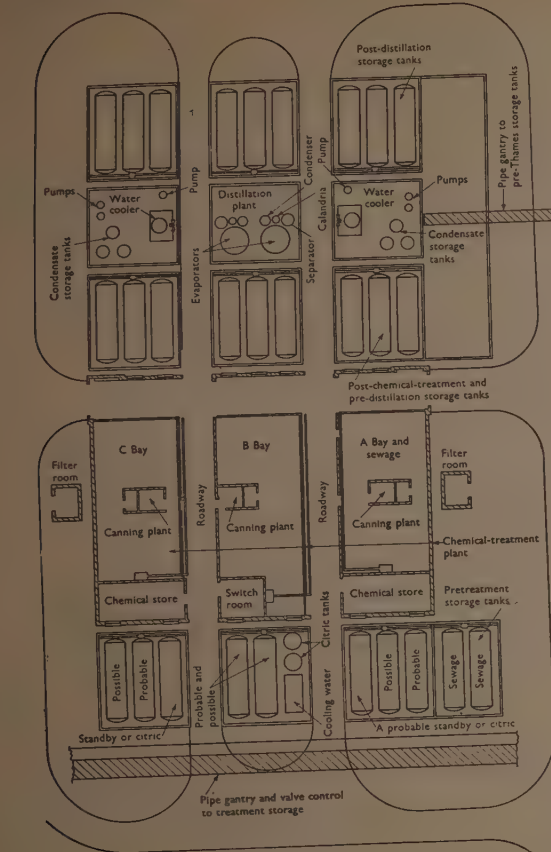 Post-distillation
storage tanks
Pumps
Water
cooler
Pump
Distillation
plant
Condenser
Pump
Water
cooler
Pumps
Pipe gantry to
pre-Thames storage tanks
Condensate
storage tanks
Evaporators
Separator
Calandria
Condensate
storage
tanks
Post-chemical-treatment and
pre-distillation storage tanks
Filter
room
C Bay
Canning plant
Roadway
B Bay
Canning plant
Roadway
A Bay and
sewage
Canning plant
Filter
room
Chemical-treatment
plant
Chemical store
Switch
room
Chemical store
Pretreatment
storage tanks
Possible
Probable
Standby or citric
Probable and
possible
Citric tanks
Cooling water
Possible
Probable
Sewage
Sewage
A probable standby or citric
Pipe gantry and valve control
to treatment storage